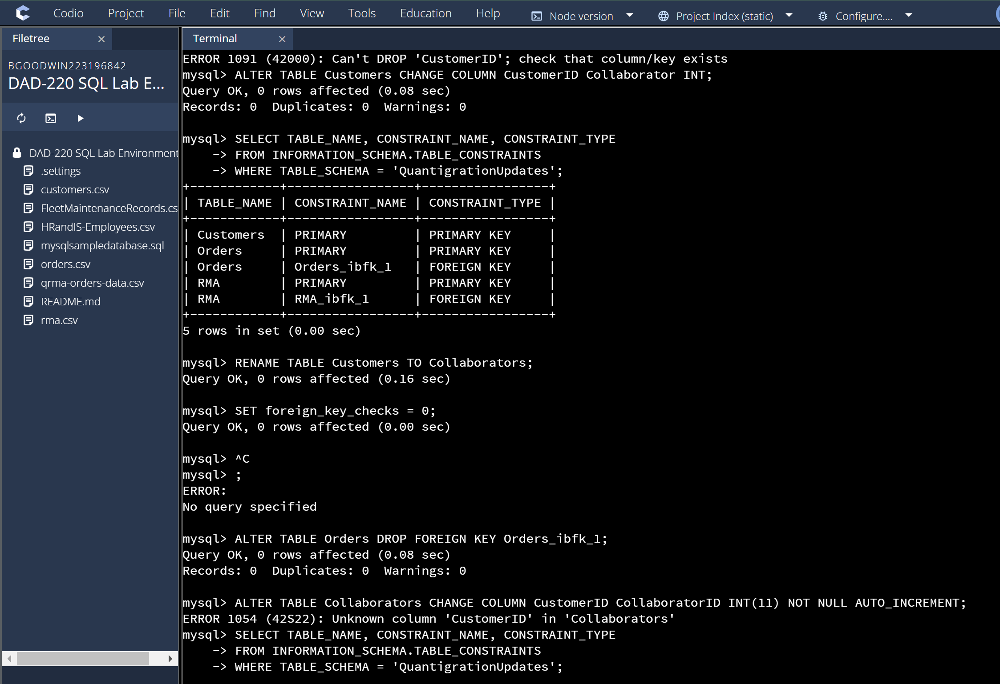 Codio Project File Edit Find View Tools Education Help Node version Project Index (static) Configure....
Filetree
Terminal
BGOODWIN223196842
DAD-220 SQL Lab E...
DAD-220 SQL Lab Environment
.settings
customers.csv
FleetMaintenanceRecords.cs
HRandIS-Employees.csv
mysqlsampledatabase.sql
orders.csv
qrma-orders-data.csv
README.md
rma.csv
ERROR 1091 (42000): Can't DROP 'CustomerID'; check that column/key exists
mysql> ALTER TABLE Customers CHANGE COLUMN CustomerID Collaborator INT;
Query OK, 0 rows affected (0.08 sec)
Records: 0  Duplicates: 0  Warnings: 0
mysql> SELECT TABLE_NAME, CONSTRAINT_NAME, CONSTRAINT_TYPE
    -> FROM INFORMATION_SCHEMA.TABLE_CONSTRAINTS
    -> WHERE TABLE_SCHEMA = 'QuantigrationUpdates';
+------------+-----------------+-----------------+
| TABLE_NAME | CONSTRAINT_NAME | CONSTRAINT_TYPE |
+------------+-----------------+-----------------+
| Customers  | PRIMARY         | PRIMARY KEY     |
| Orders     | PRIMARY         | PRIMARY KEY     |
| Orders     | Orders_ibfk_1   | FOREIGN KEY     |
| RMA        | PRIMARY         | PRIMARY KEY     |
| RMA        | RMA_ibfk_1      | FOREIGN KEY     |
+------------+-----------------+-----------------+
5 rows in set (0.00 sec)
mysql> RENAME TABLE Customers TO Collaborators;
Query OK, 0 rows affected (0.16 sec)
mysql> SET foreign_key_checks = 0;
Query OK, 0 rows affected (0.00 sec)
mysql> ^C
mysql> ;
ERROR:
No query specified
mysql> ALTER TABLE Orders DROP FOREIGN KEY Orders_ibfk_1;
Query OK, 0 rows affected (0.08 sec)
Records: 0  Duplicates: 0  Warnings: 0
mysql> ALTER TABLE Collaborators CHANGE COLUMN CustomerID CollaboratorID INT(11) NOT NULL AUTO_INCREMENT;
ERROR 1054 (42S22): Unknown column 'CustomerID' in 'Collaborators'
mysql> SELECT TABLE_NAME, CONSTRAINT_NAME, CONSTRAINT_TYPE
    -> FROM INFORMATION_SCHEMA.TABLE_CONSTRAINTS
    -> WHERE TABLE_SCHEMA = 'QuantigrationUpdates';